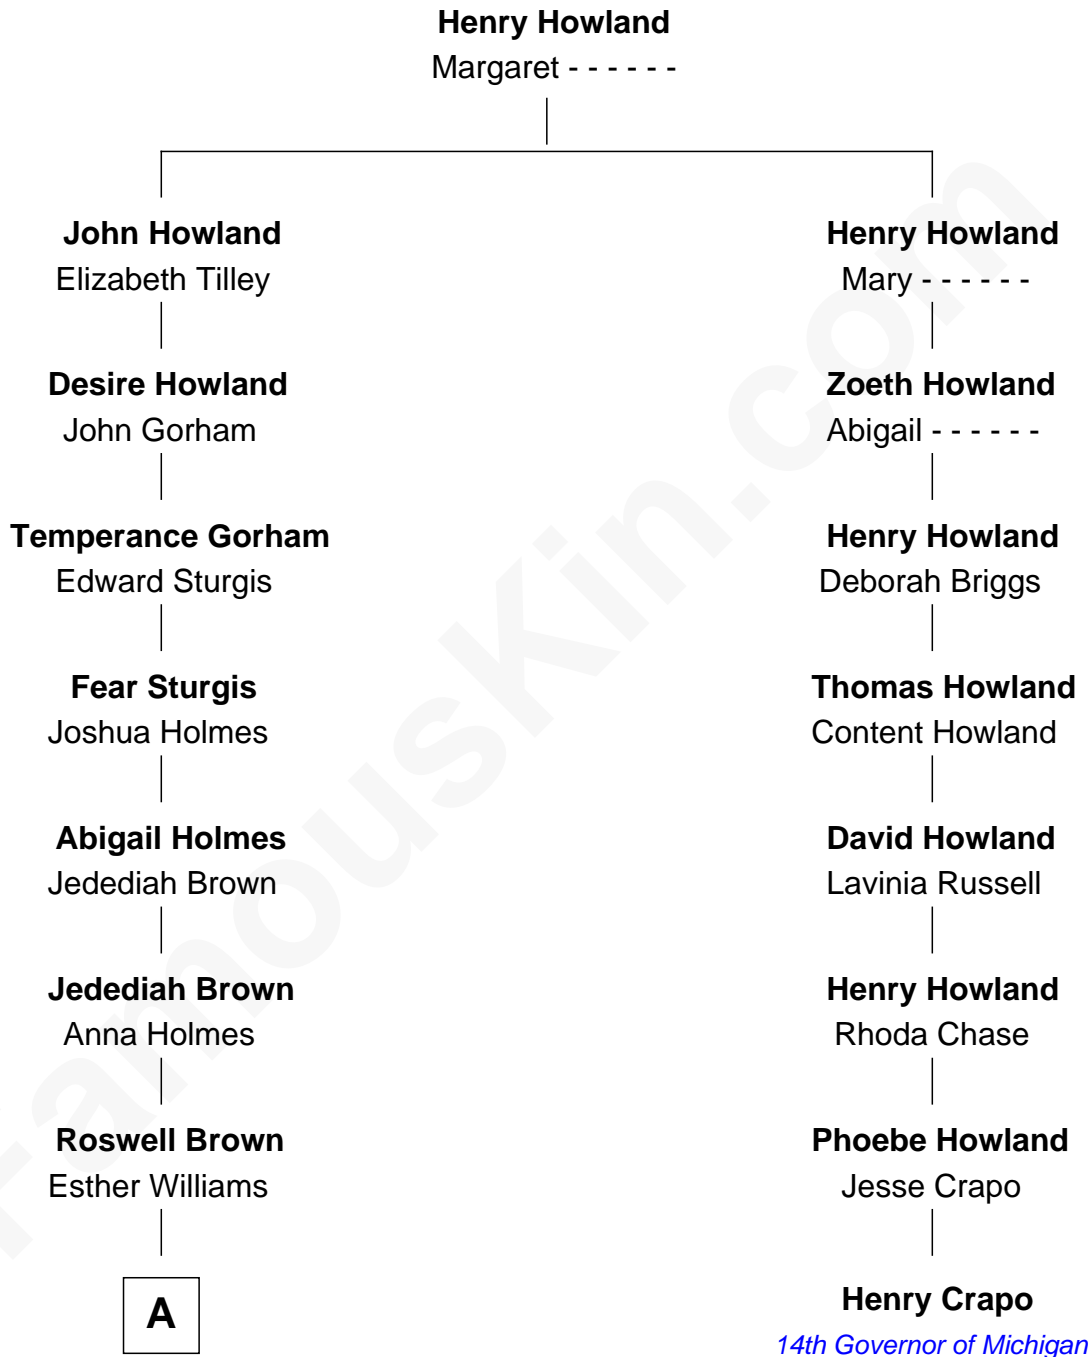 Henry Howland
Margaret - - - - - -
John Howland
Elizabeth Tilley
Desire Howland
John Gorham
Temperance Gorham
Edward Sturgis
Fear Sturgis
Joshua Holmes
Abigail Holmes
Jedediah Brown
Jedediah Brown
Anna Holmes
Roswell Brown
Esther Williams
A
Henry Howland
Mary - - - - - -
Zoeth Howland
Abigail - - - - - -
Henry Howland
Deborah Briggs
Thomas Howland
Content Howland
David Howland
Lavinia Russell
Henry Howland
Rhoda Chase
Phoebe Howland
Jesse Crapo
Henry Crapo
14th Governor of Michigan
FamousKin.com